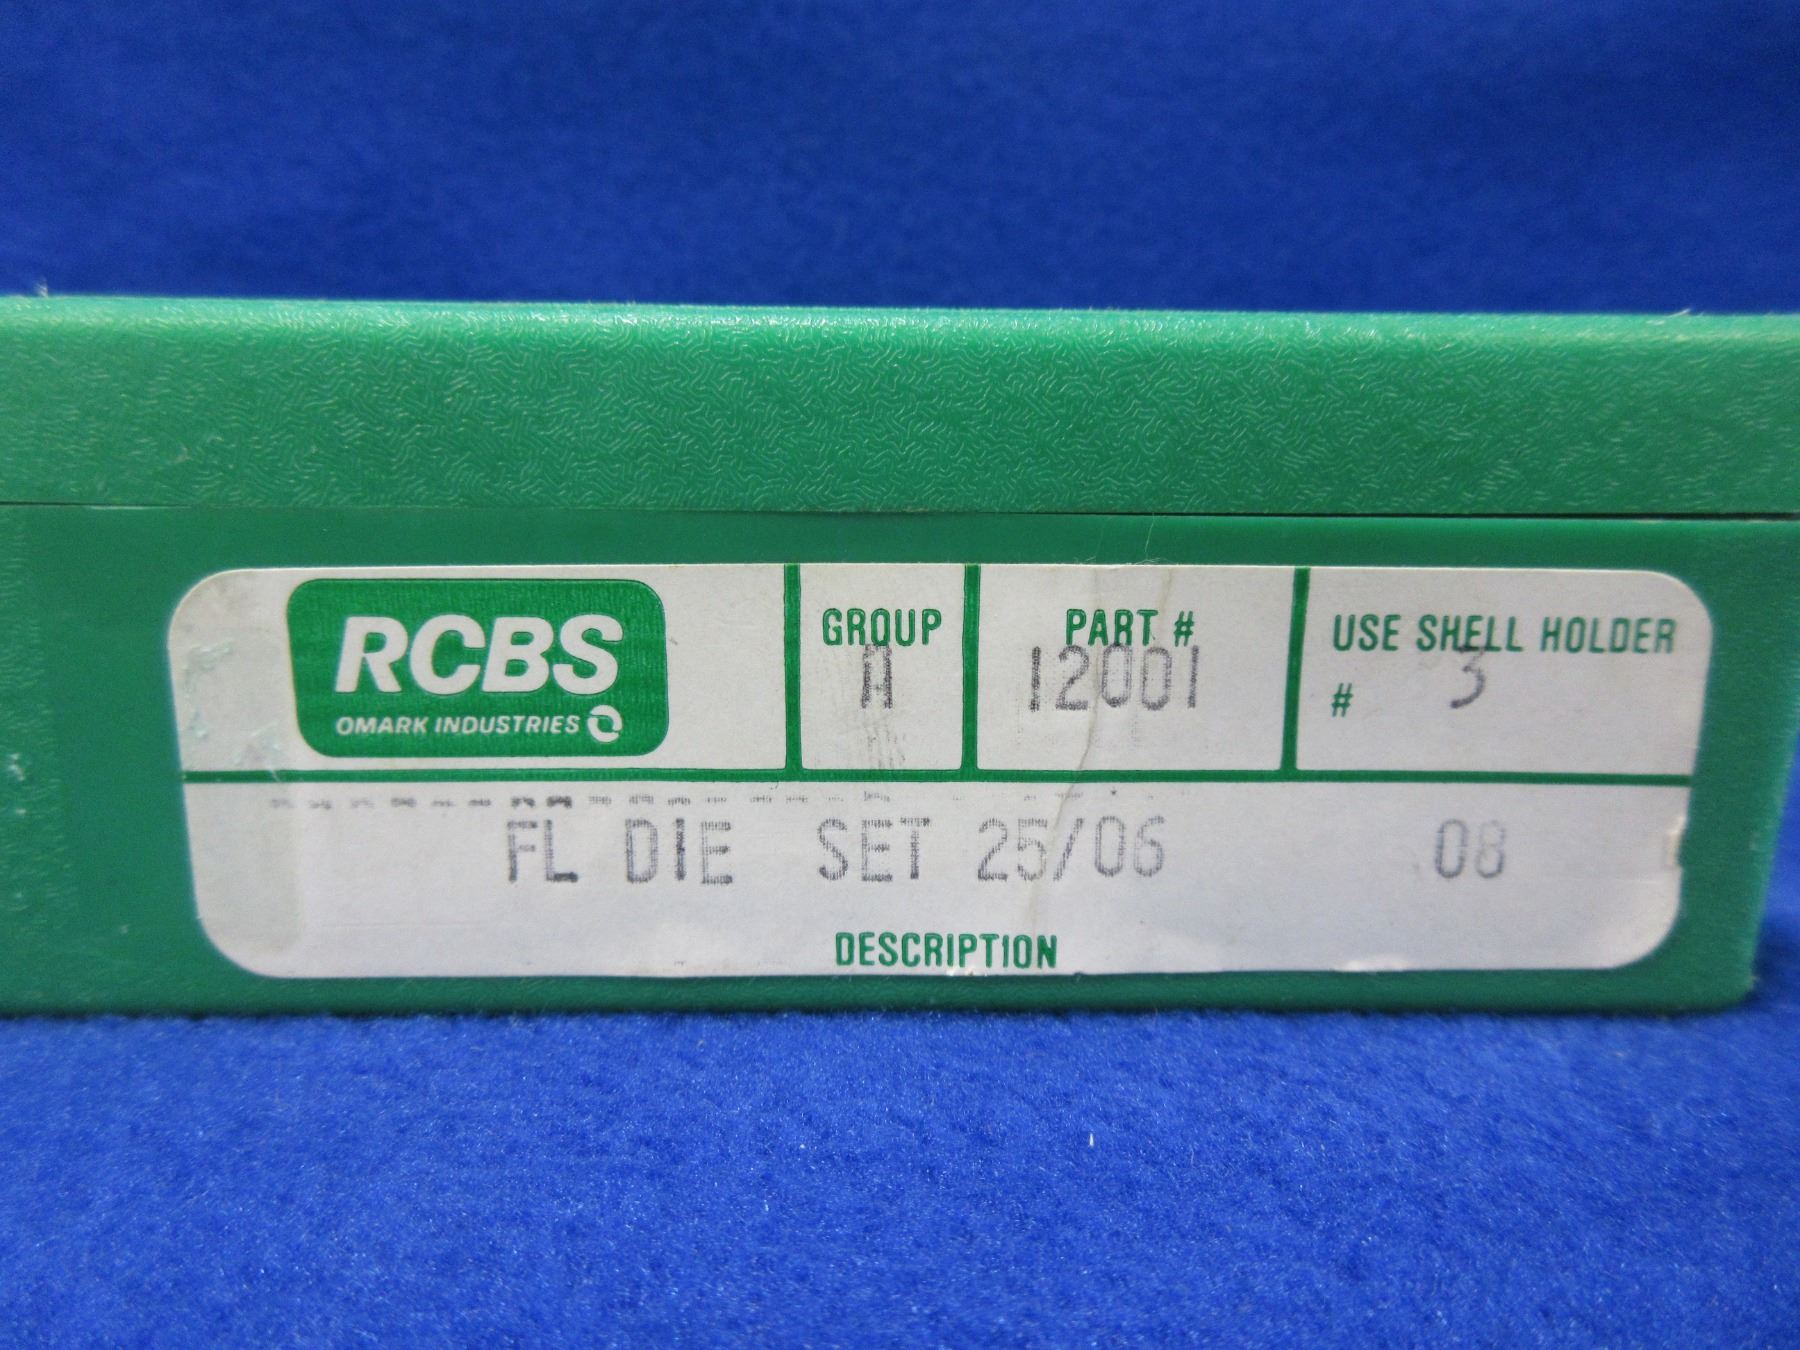 RCBS
OMARK INDUSTRIES
GROUP
A
PART #
12001
USE SHELL HOLDER
# 3
FL DIE SET 25/06 08
DESCRIPTION